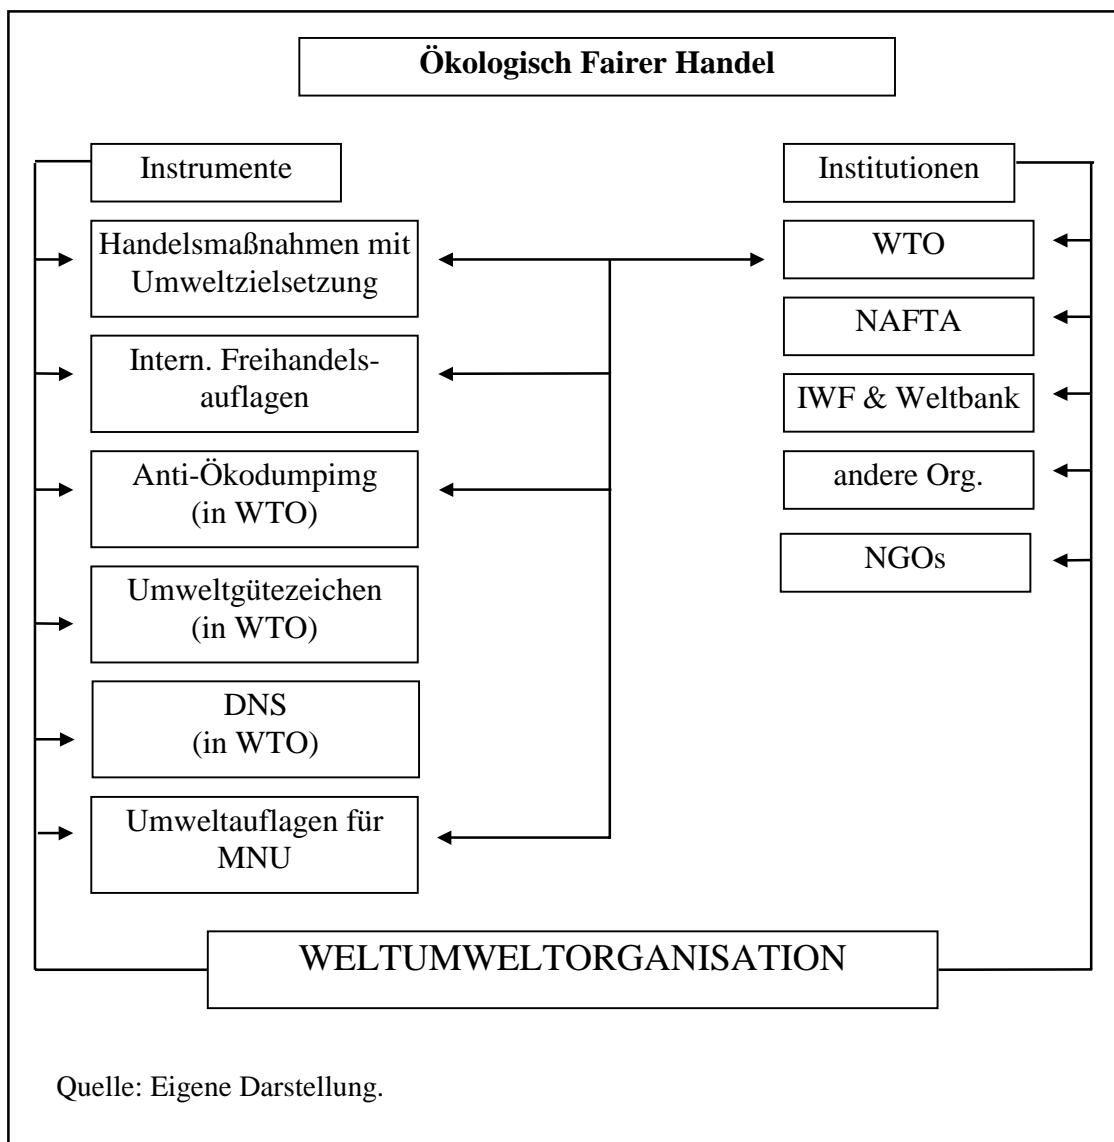 Ökologisch Fairer Handel
Instrumente
Handelsmaßnahmen mit
Umweltzielsetzung
Intern. Freihandels-
auflagen
Anti-Ökodumpimg
(in WTO)
Umweltgütezeichen
(in WTO)
DNS
(in WTO)
Umweltauflagen für
MNU
Institutionen
WTO
NAFTA
IWF & Weltbank
andere Org.
NGOs
WELTUMWELTORGANISATION
Quelle: Eigene Darstellung.